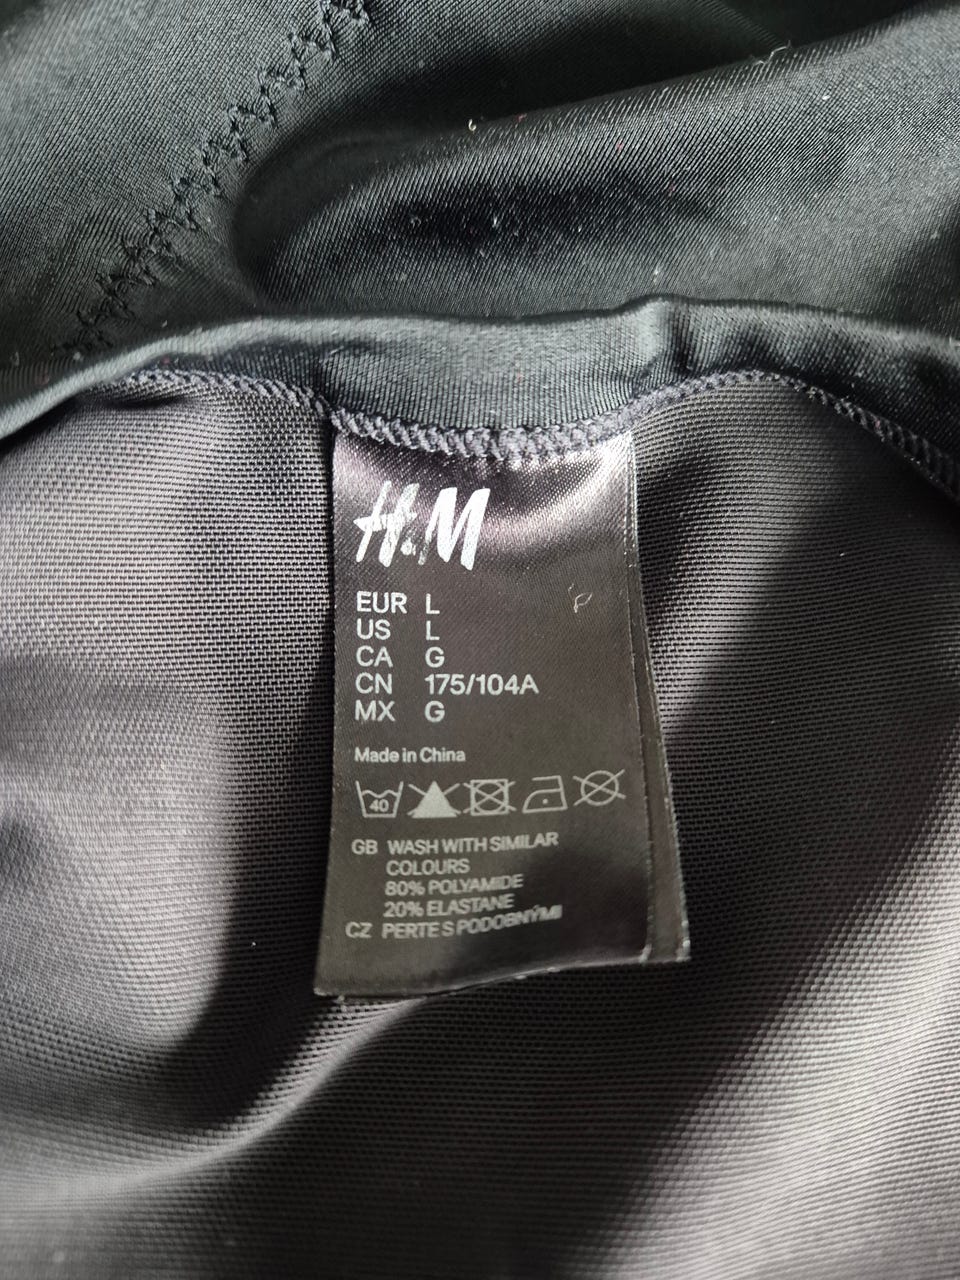 H&M
EUR L
US L
CA G
CN 175/104A
MX G
Made in China
40
GB WASH WITH SIMILAR
COLOURS
80% POLYAMIDE
20% ELASTANE
CZ PERTE S PODOBNÝMI